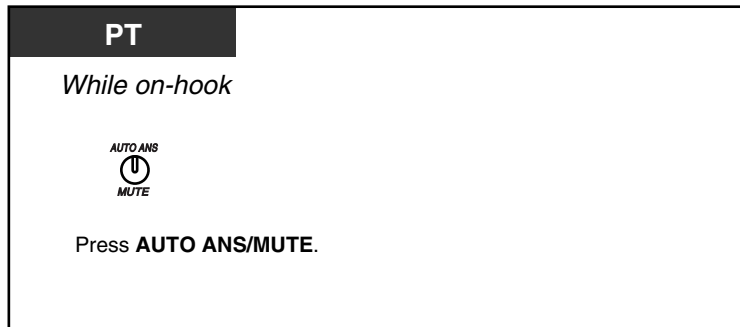 PT
While on-hook
AUTO ANS
MUTE
Press AUTO ANS/MUTE.